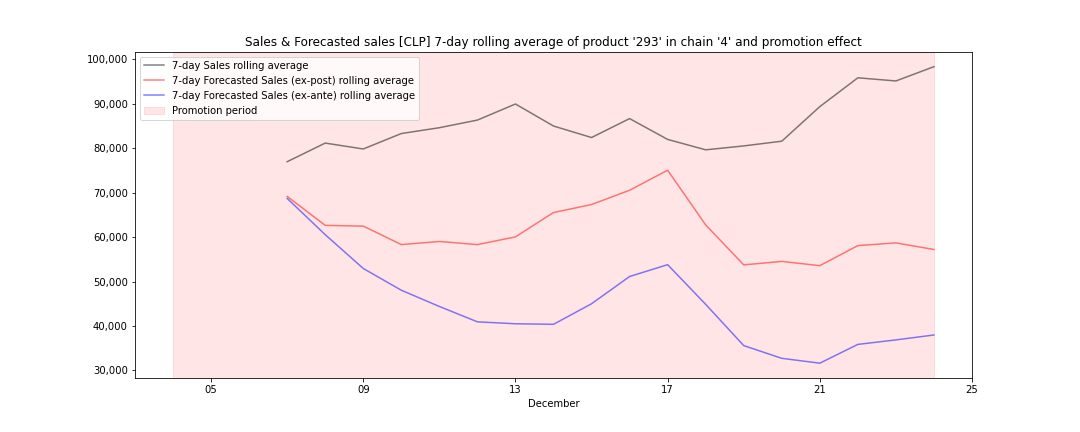 Sales & Forecasted sales [CLP] 7-day rolling average of product '293' in chain '4' and promotion effect
100,000
90,000
80,000
70,000
60,000
50,000
40,000
30,000
7-day Sales rolling average
7-day Forecasted Sales (ex-post) rolling average
7-day Forecasted Sales (ex-ante) rolling average
Promotion period
05 09 13 17 21 25
December